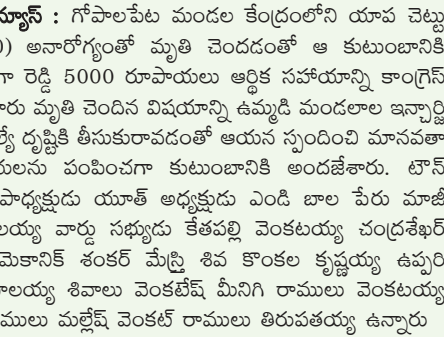 న్యూస్ : గోపాలపేట మండల కేంద్రంలోని యాప చెట్టు
) అనారోగ్యంతో మృతి చెందడంతో ఆ కుటుంబానికి
గా రెడ్డి 5000 రూపాయలు ఆర్థిక సహాయాన్ని కాంగ్రెస్
రు మృతి చెందిన విషయాన్ని ఉమ్మడి మండలాల ఇన్చార్జి
్యే దృష్టికి తీసుకురావడంతో ఆయన స్పందించి మానవతా
యలను పంపించగా కుటుంబానికి అందజేశారు. టౌన్
పాధ్యక్షుడు యూత్ అధ్యక్షుడు ఎండి బాల పేరు మాజీ
లయ్య వార్డు సభ్యుడు కేతపల్లి వెంకటయ్య చంద్రశేఖర్
మెకానిక్ శంకర్ మేస్త్రి శివ కొంకల కృష్ణయ్య ఉప్పరి
లయ్య శివాలు వెంకటేష్ మీనిగి రాములు వెంకటయ్య
ములు మల్లేష్ వెంకట్ రాములు తిరుపతయ్య ఉన్నారు